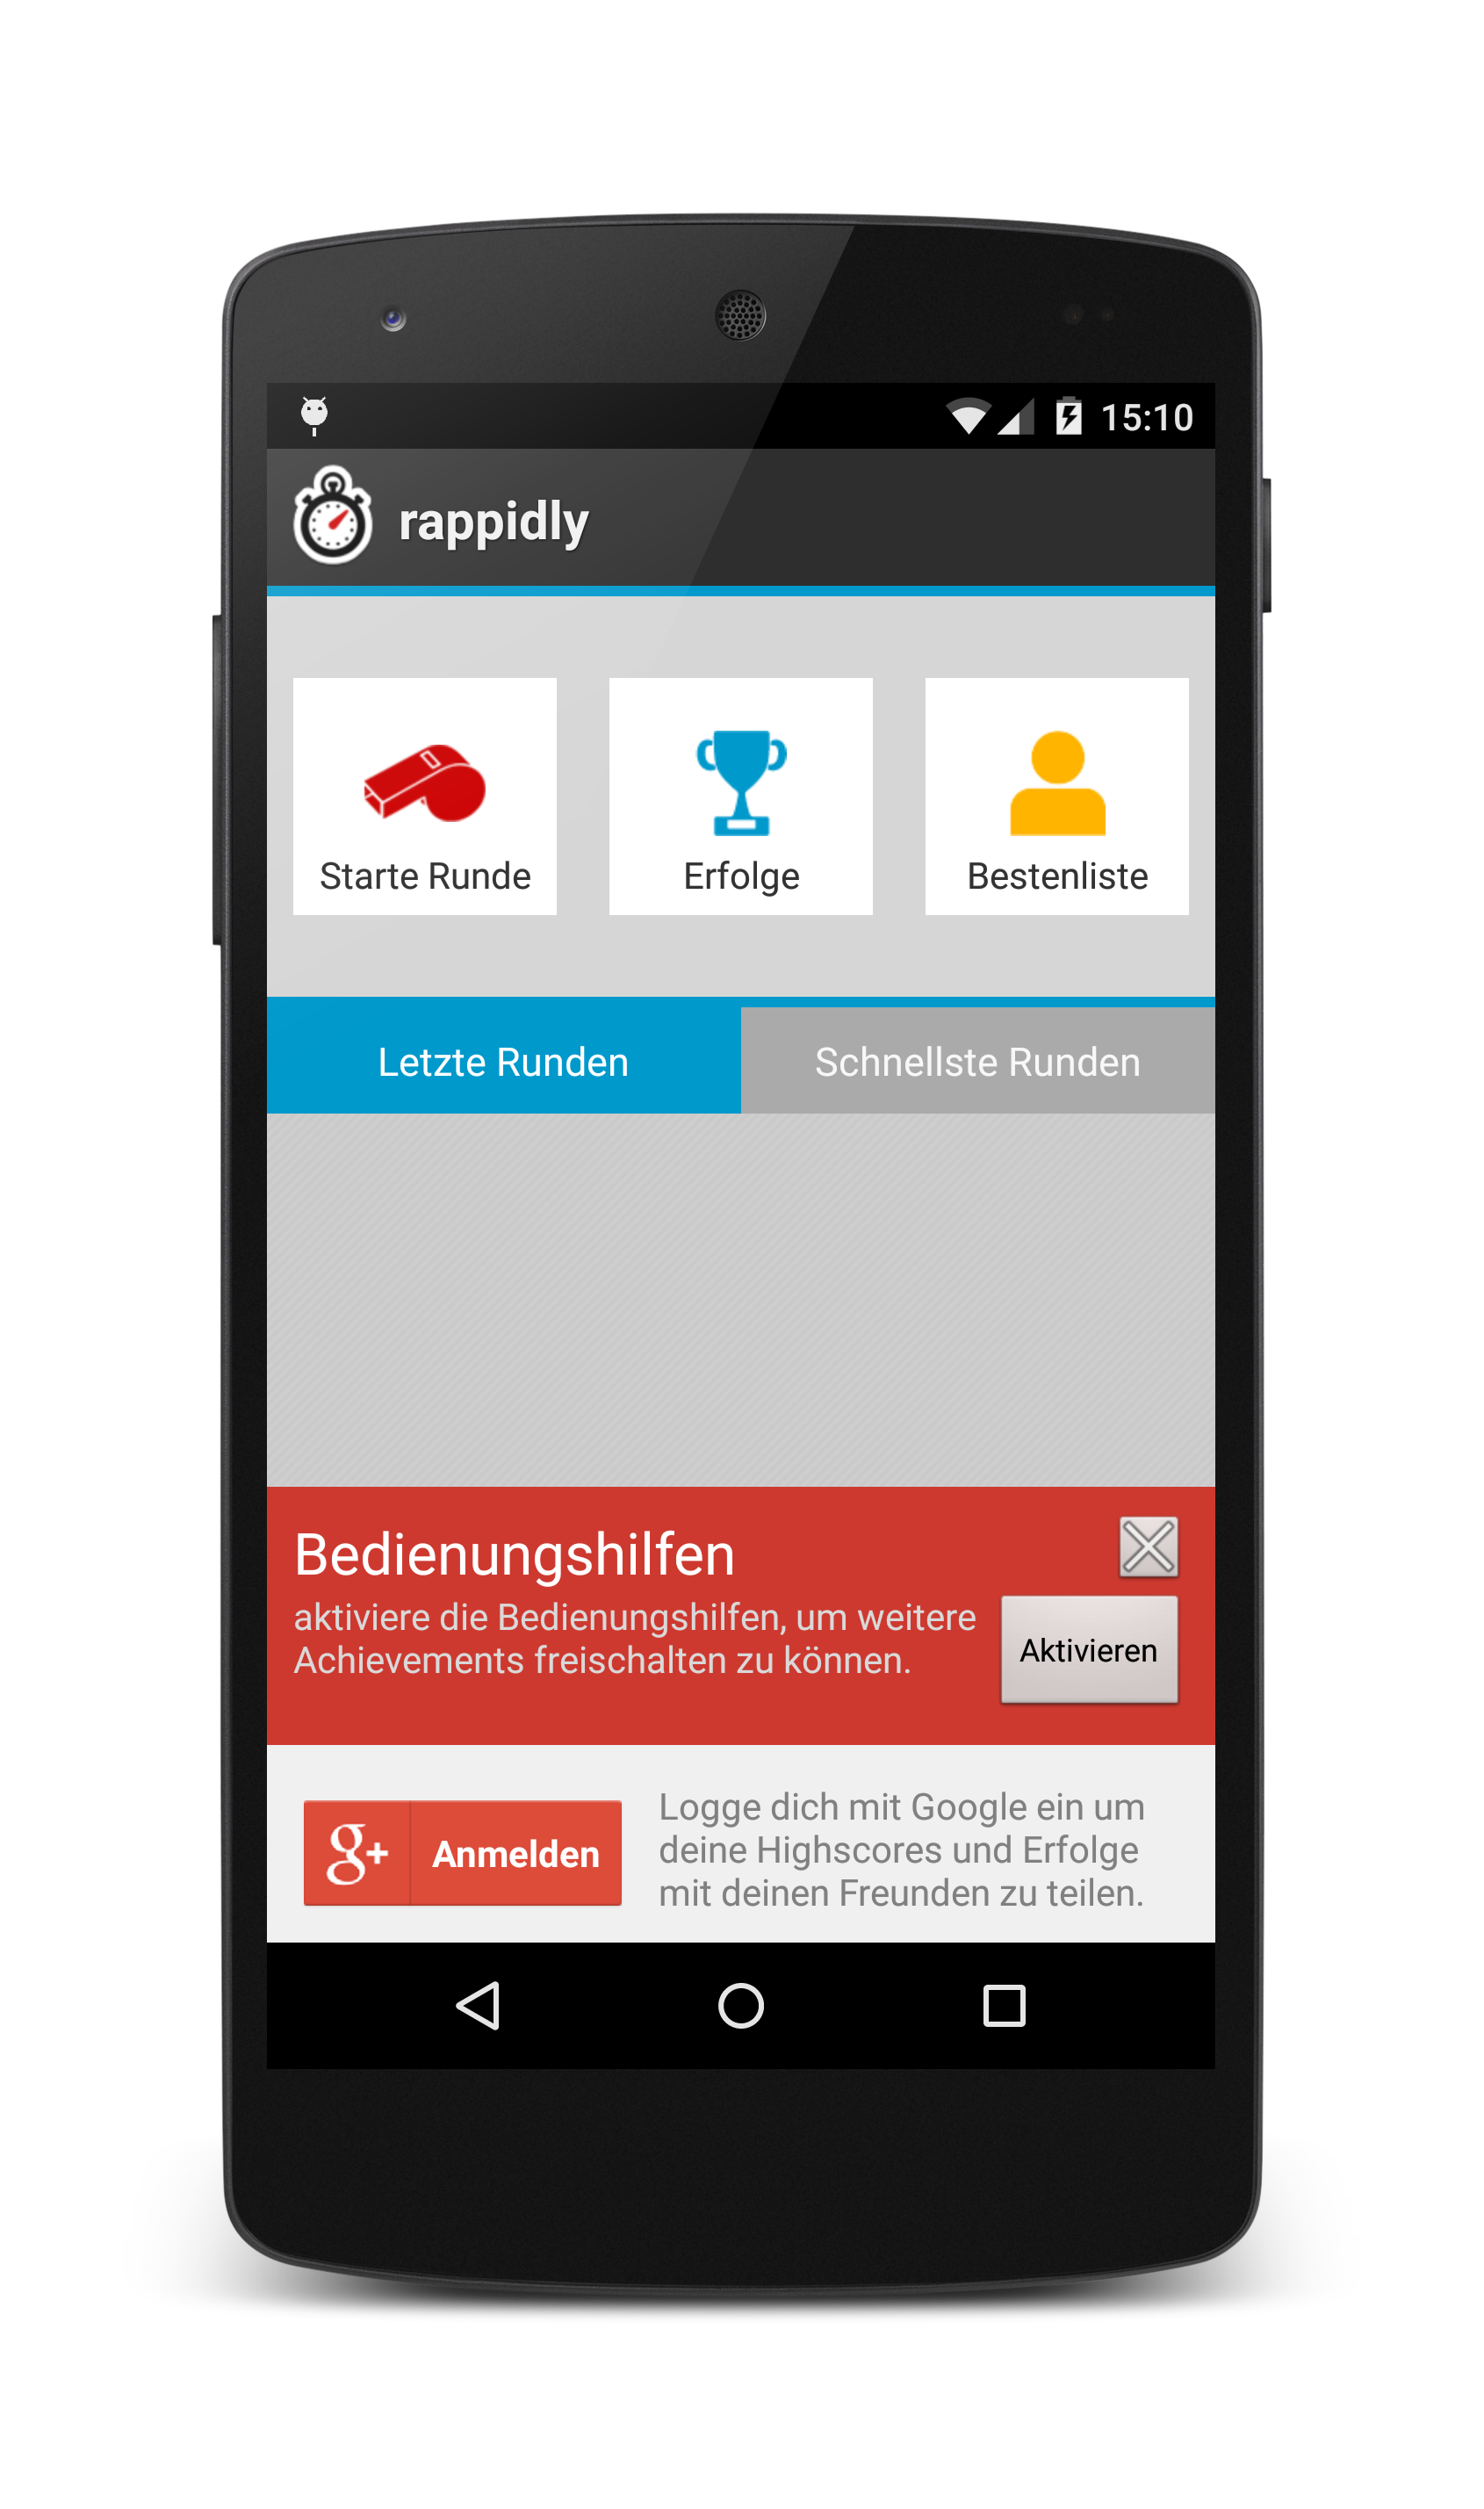 15:10
rappidly
Starte Runde
Erfolge
Bestenliste
Letzte Runden
Schnellste Runden
Bedienungshilfen
aktiviere die Bedienungshilfen, um weitere
Achievements freischalten zu können.
Aktivieren
g+
Anmelden
Logge dich mit Google ein um
deine Highscores und Erfolge
mit deinen Freunden zu teilen.